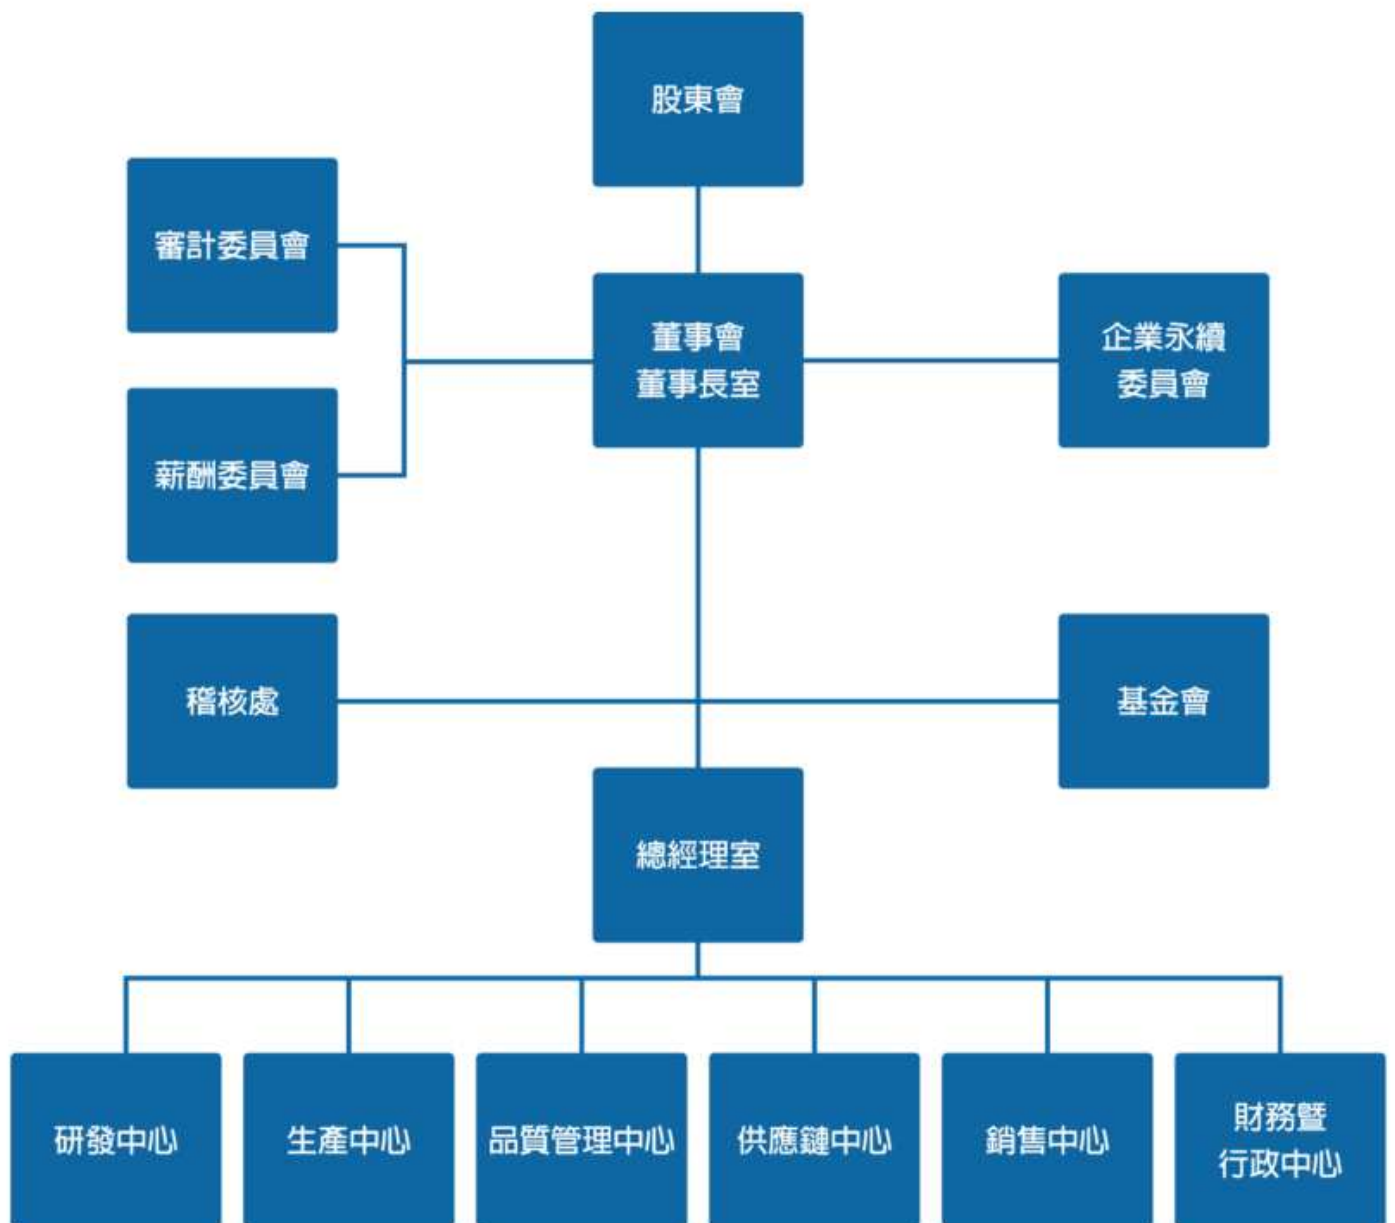 股東會
審計委員會
董事會
董事長室
企業永續
委員會
薪酬委員會
稽核處
基金會
總經理室
研發中心
生產中心
品質管理中心
供應鏈中心
銷售中心
財務暨
行政中心